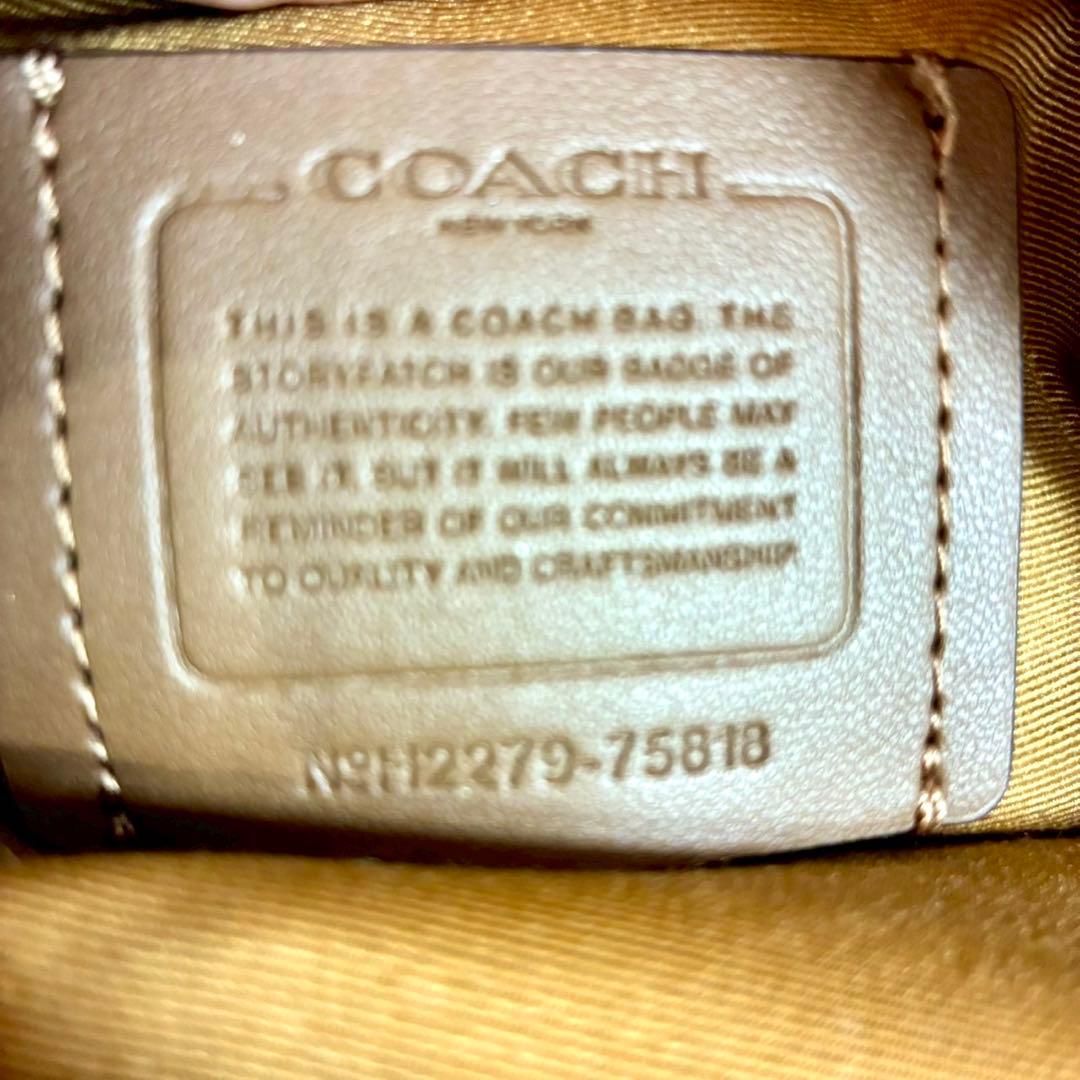 COACH
NEW YORK
THIS IS A COACH BAG. THE
STORYPATCH IS OUR BADGE OF
AUTHENTICITY. FEW PEOPLE MAY
SEE IT, BUT IT WILL ALWAYS BE A
REMINDER OF OUR COMMITMENT
TO QUALITY AND CRAFTSMANSHIP.
NºH2279-75818